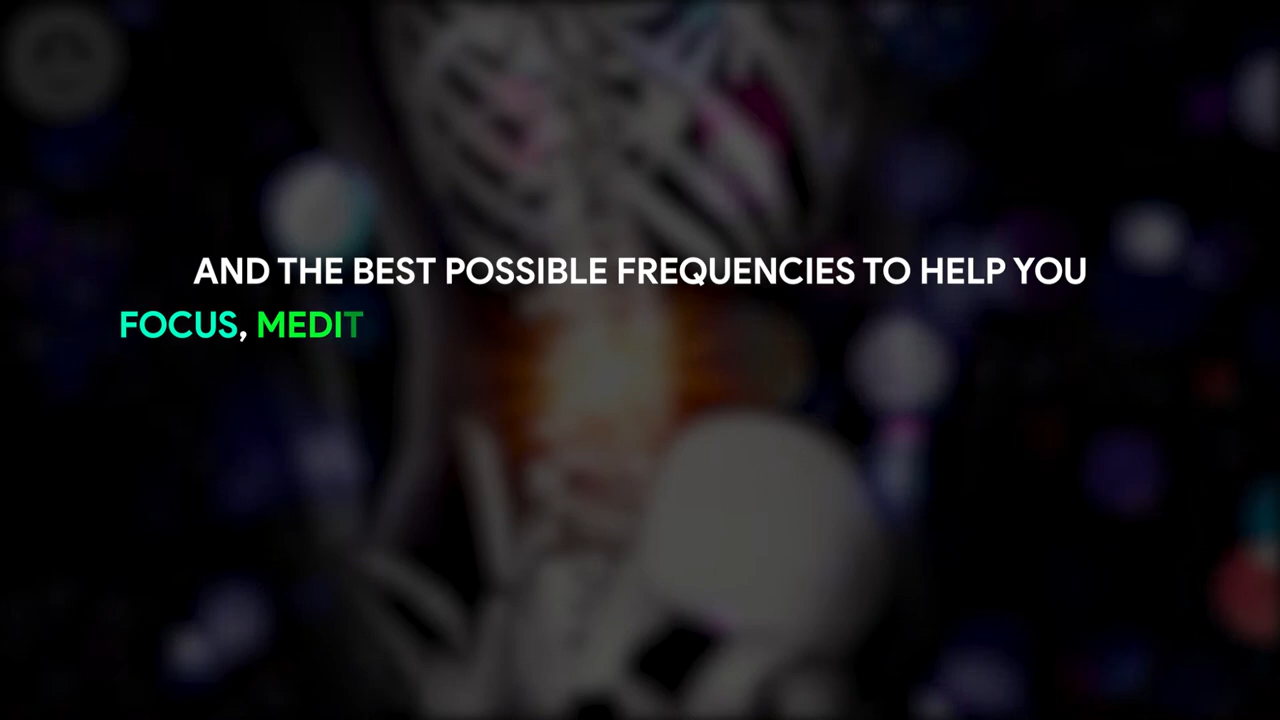 AND THE BEST POSSIBLE FREQUENCIES TO HELP YOU
FOCUS, MEDIT